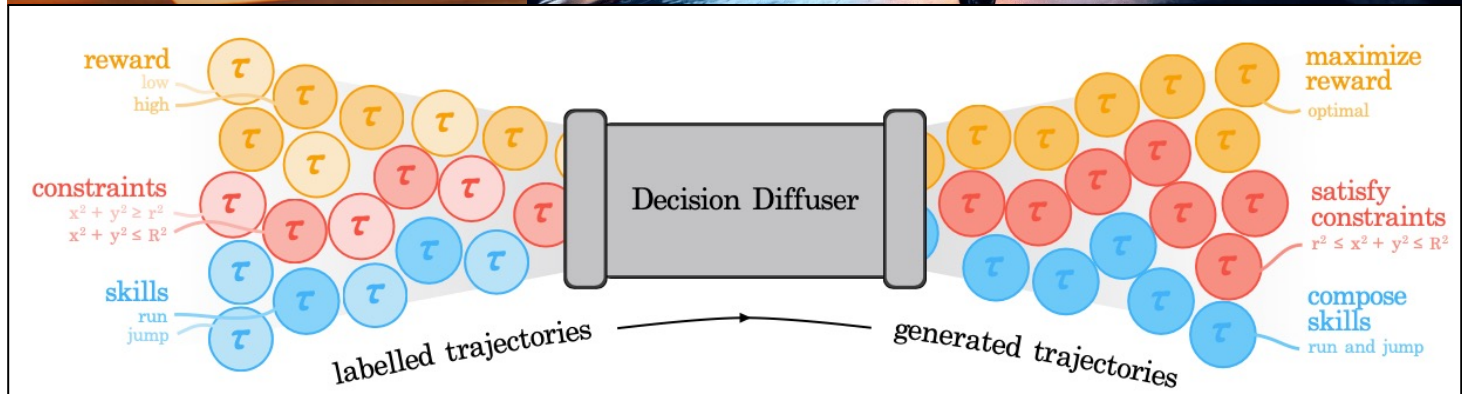 reward
low
high
τ
τ
τ
τ
τ
τ
τ
constraints
x² + y² ≥ r²
x² + y² ≤ R²
τ
τ
τ
τ
τ
τ
skills
run
jump
τ
τ
τ
τ
τ
τ
labelled trajectories
Decision Diffuser
generated trajectories
τ
τ
τ
τ
τ
τ
maximize
reward
optimal
τ
τ
τ
τ
τ
τ
τ
satisfy
constraints
r² ≤ x² + y² ≤ R²
τ
τ
τ
τ
τ
compose
skills
run and jump